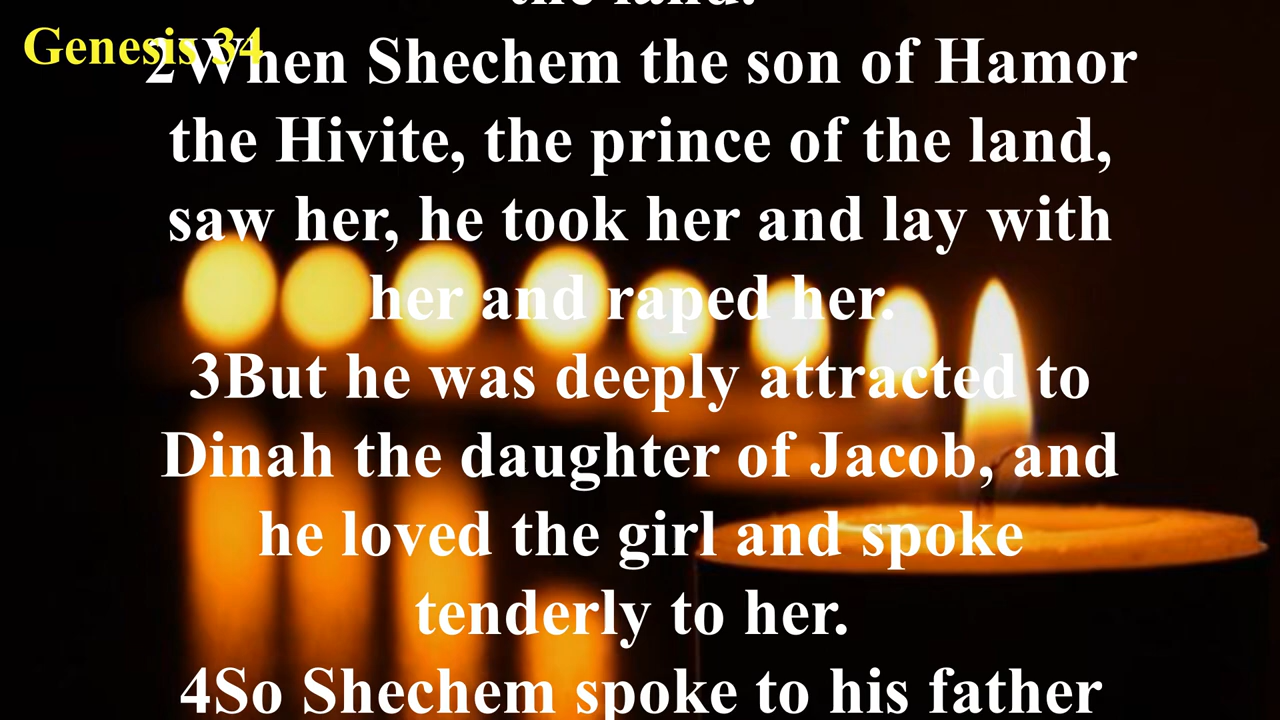 the land.
Genesis 34
2When Shechem the son of Hamor
the Hivite, the prince of the land,
saw her, he took her and lay with
her and raped her.
3But he was deeply attracted to
Dinah the daughter of Jacob, and
he loved the girl and spoke
tenderly to her.
4So Shechem spoke to his father